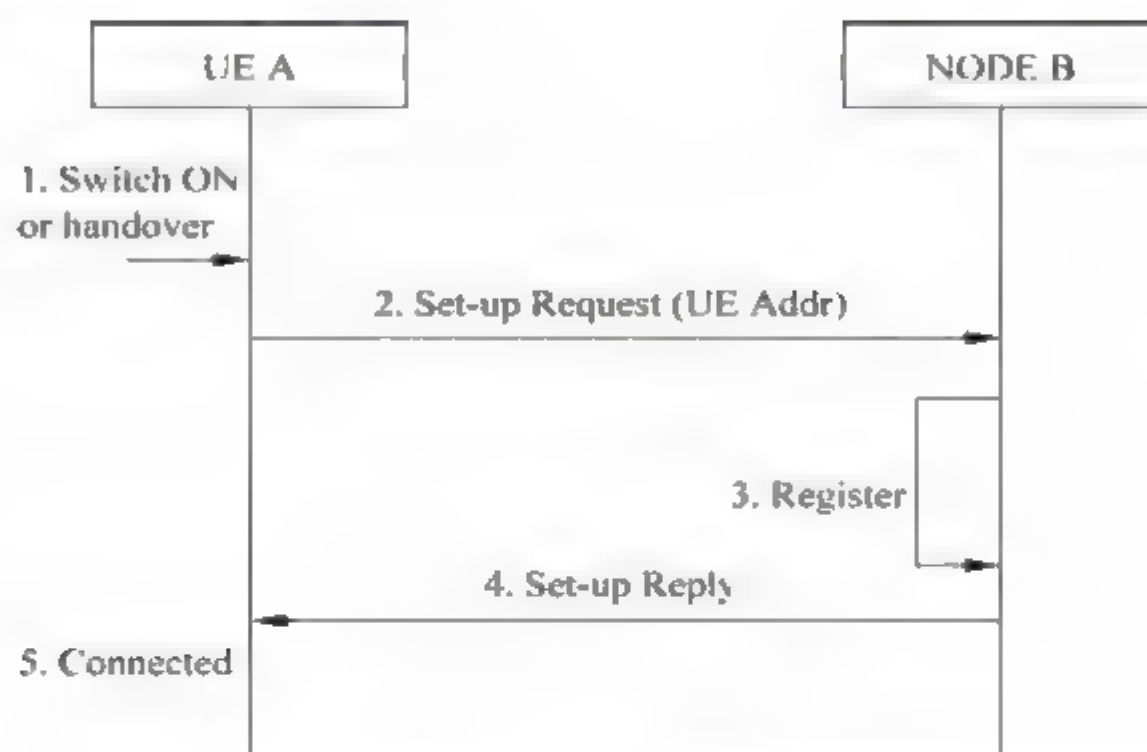 UE A
NODE B
1. Switch ON
or handover
2. Set-up Request (UE Addr)
3. Register
4. Set-up Reply
5. Connected